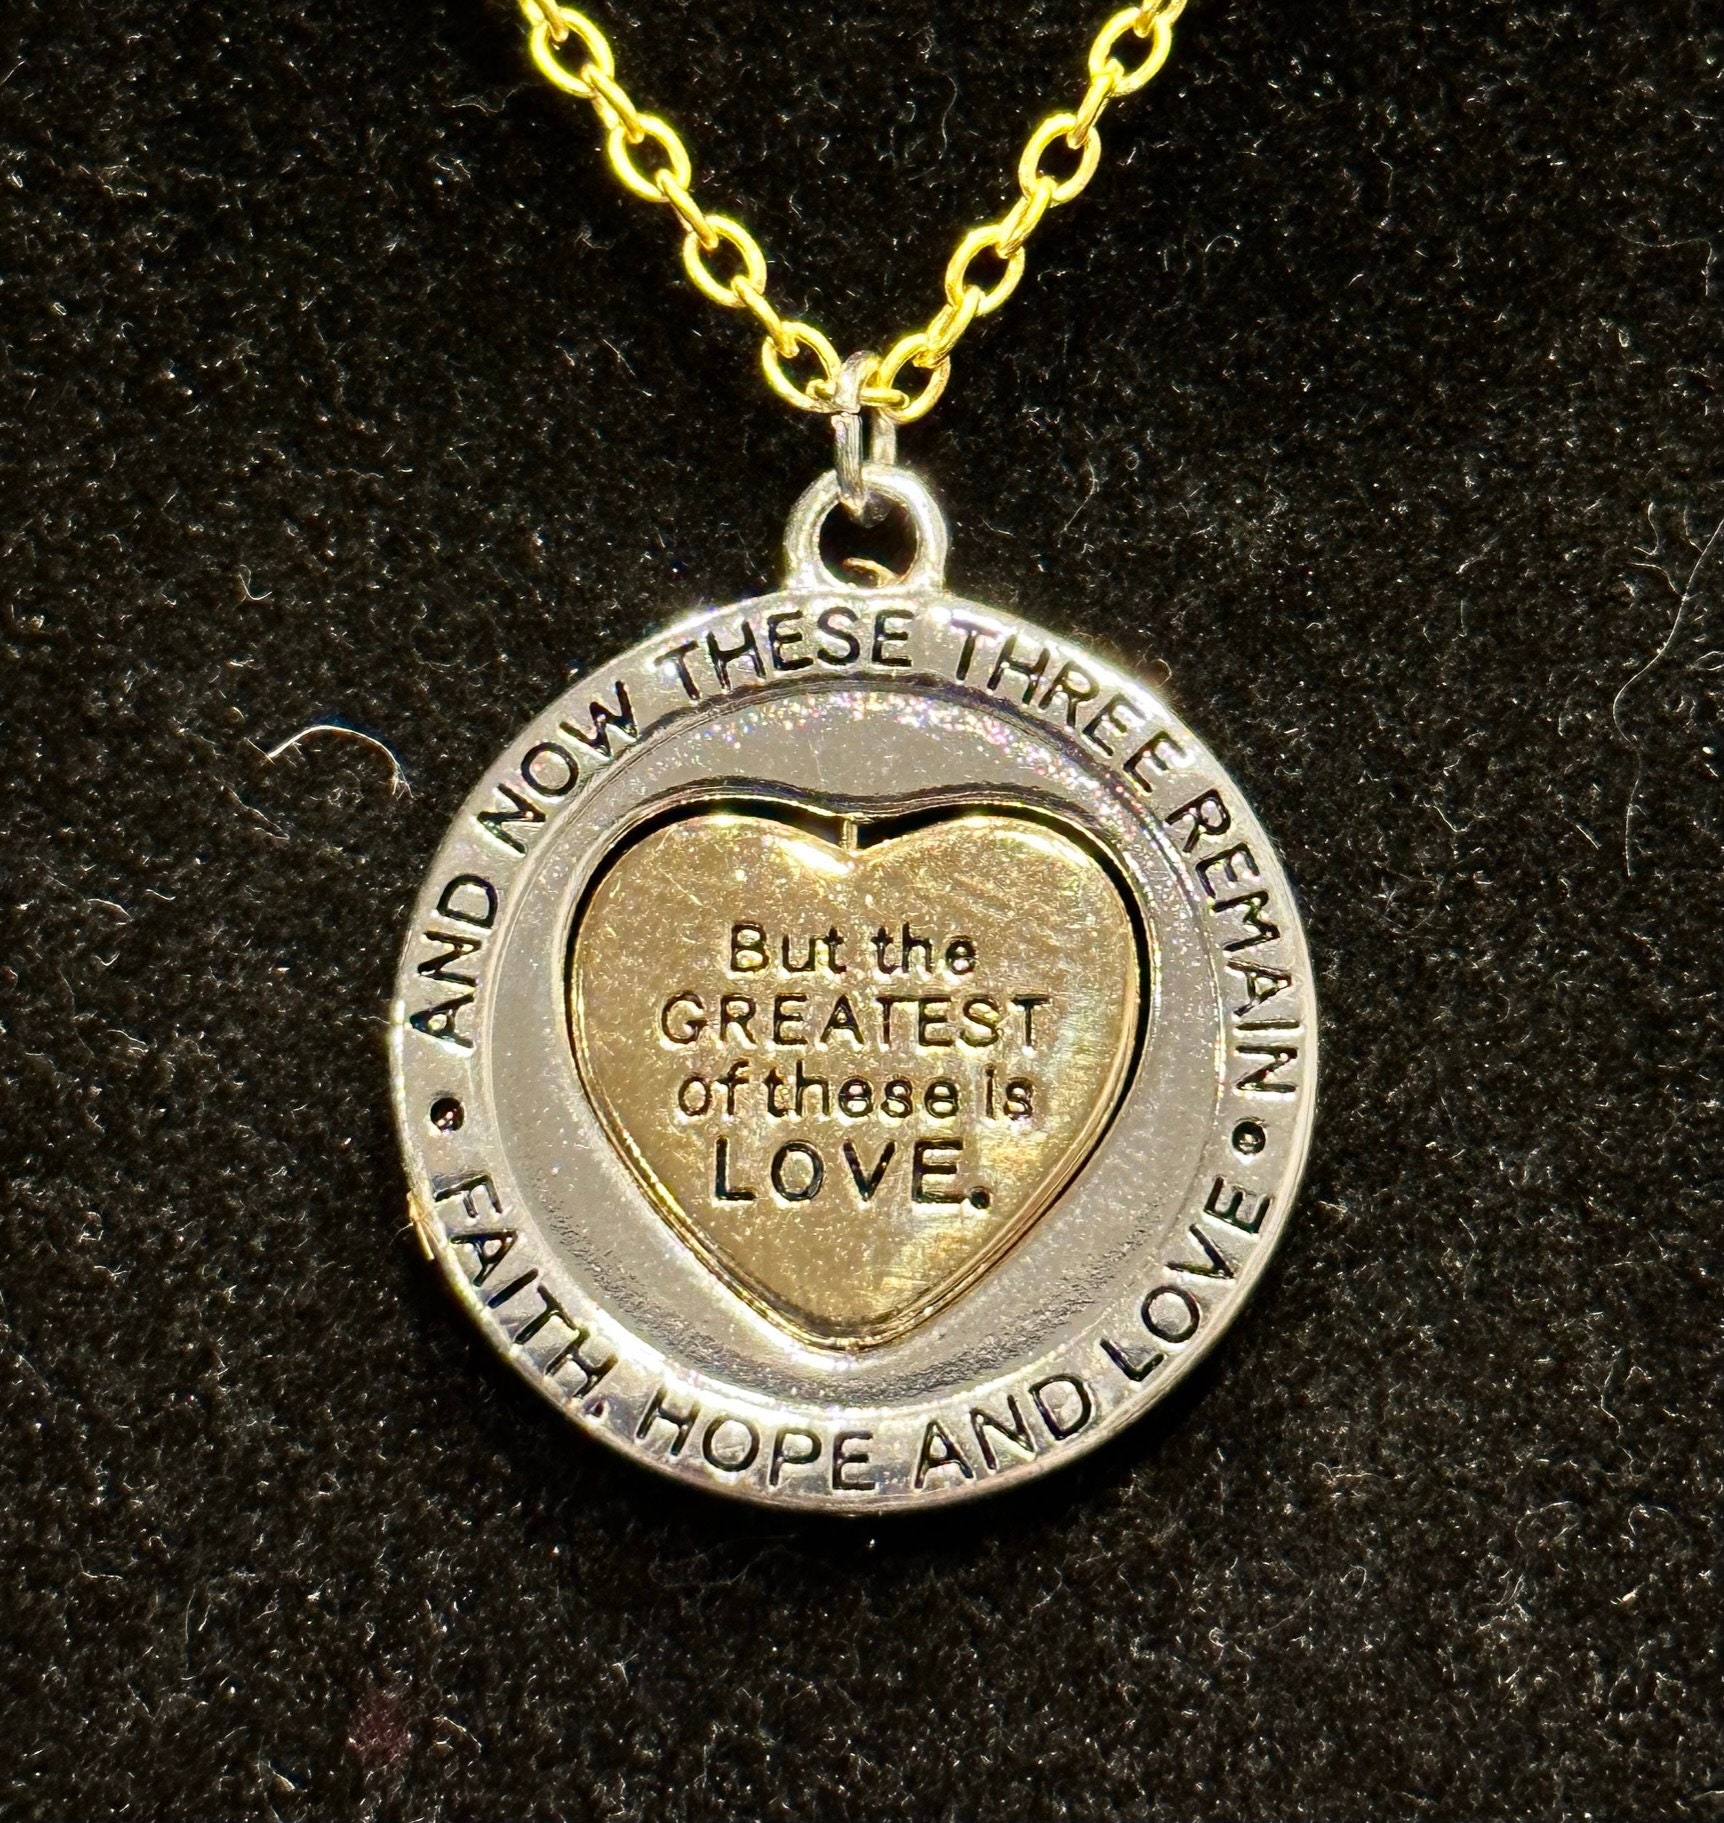 AND NOW THESE THREE REMAIN
• FAITH, HOPE AND LOVE •
But the
GREATEST
of these is
LOVE.